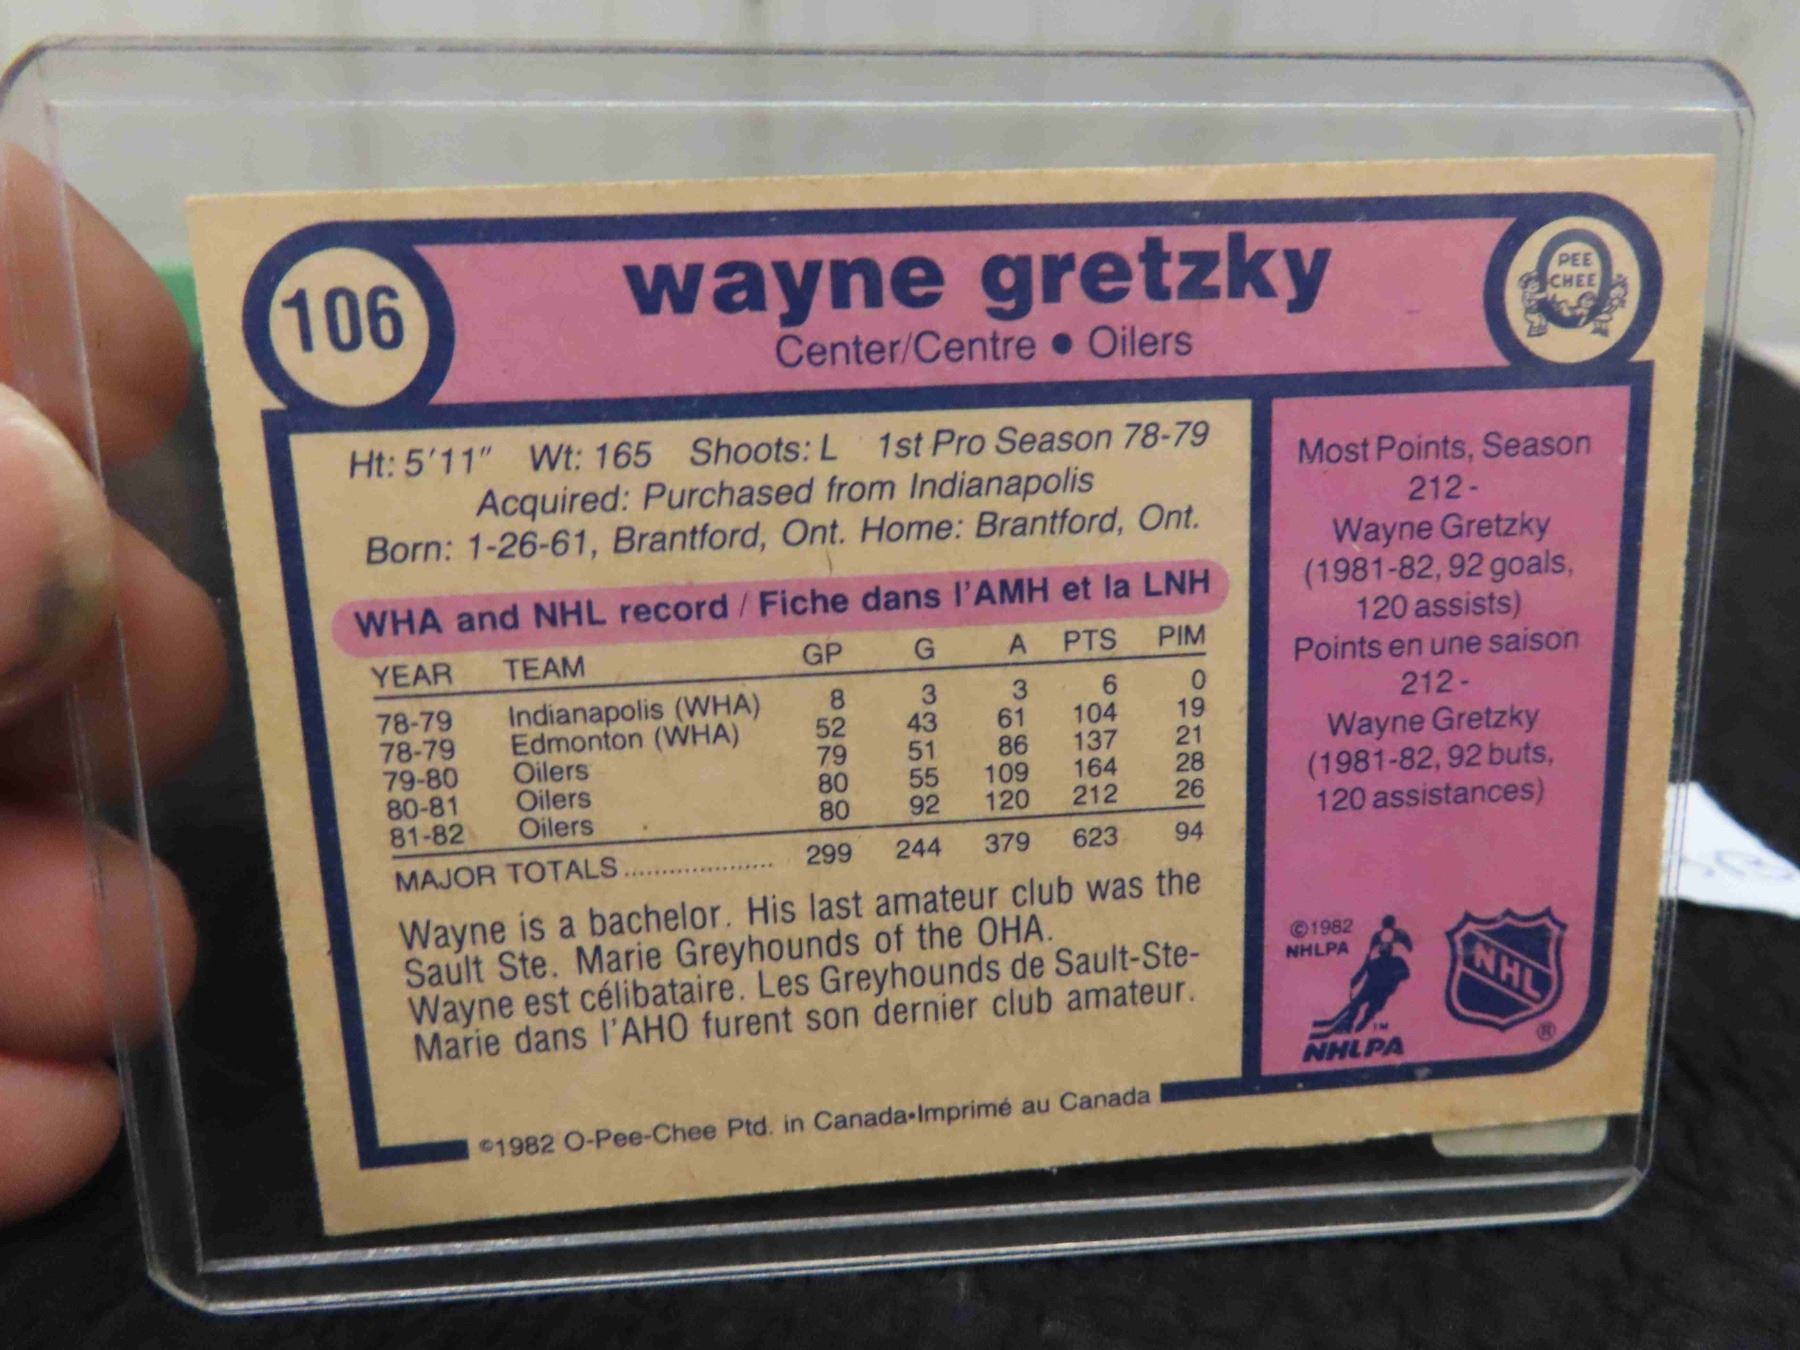 106
wayne gretzky
Center/Centre • Oilers
PEE
CHEE
Ht: 5'11" Wt: 165 Shoots: L 1st Pro Season 78-79
Acquired: Purchased from Indianapolis
Born: 1-26-61, Brantford, Ont. Home: Brantford, Ont.
WHA and NHL record / Fiche dans l'AMH et la LNH
YEAR TEAM GP G A PTS PIM
78-79 Indianapolis (WHA) 8 3 3 6 0
78-79 Edmonton (WHA) 52 43 61 104 19
79-80 Oilers 79 51 86 137 21
80-81 Oilers 80 55 109 164 28
81-82 Oilers 80 92 120 212 26
MAJOR TOTALS.................... 299 244 379 623 94
Wayne is a bachelor. His last amateur club was the
Sault Ste. Marie Greyhounds of the OHA.
Wayne est célibataire. Les Greyhounds de Sault-Ste-
Marie dans l'AHO furent son dernier club amateur.
©1982 O-Pee-Chee Ptd. in Canada•Imprimé au Canada
Most Points, Season
212 -
Wayne Gretzky
(1981-82, 92 goals,
120 assists)
Points en une saison
212 -
Wayne Gretzky
(1981-82, 92 buts,
120 assistances)
©1982
NHLPA
TM
NHLPA
NHL
®